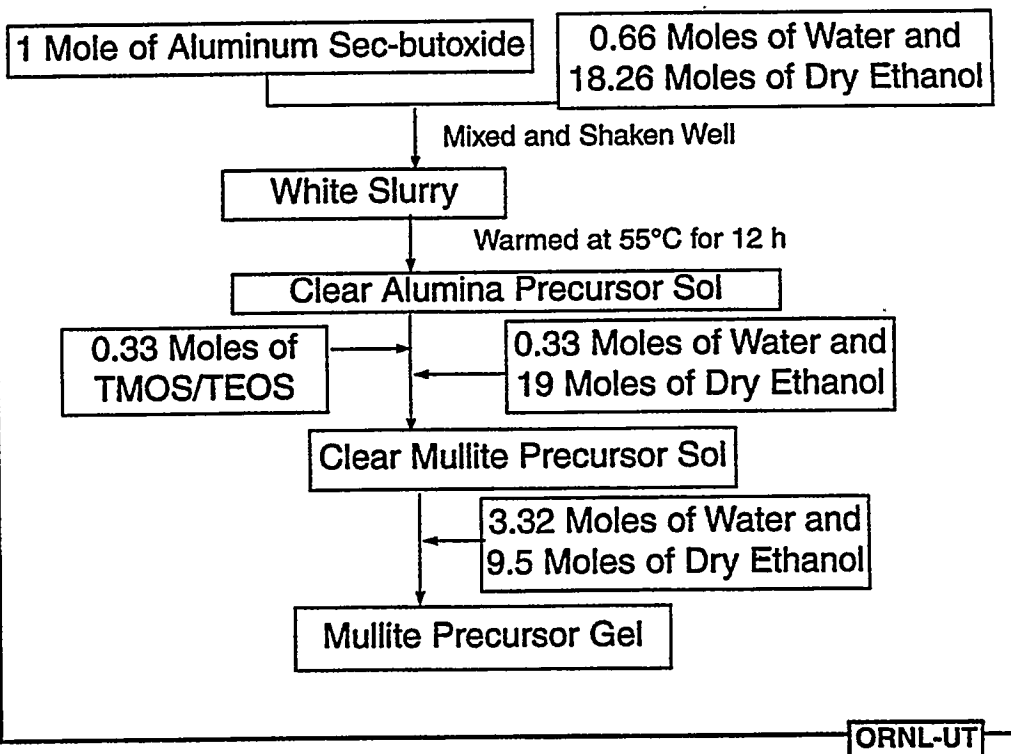 1 Mole of Aluminum Sec-butoxide
0.66 Moles of Water and
18.26 Moles of Dry Ethanol
Mixed and Shaken Well
White Slurry
Warmed at 55°C for 12 h
Clear Alumina Precursor Sol
0.33 Moles of
TMOS/TEOS
0.33 Moles of Water and
19 Moles of Dry Ethanol
Clear Mullite Precursor Sol
3.32 Moles of Water and
9.5 Moles of Dry Ethanol
Mullite Precursor Gel
ORNL-UT